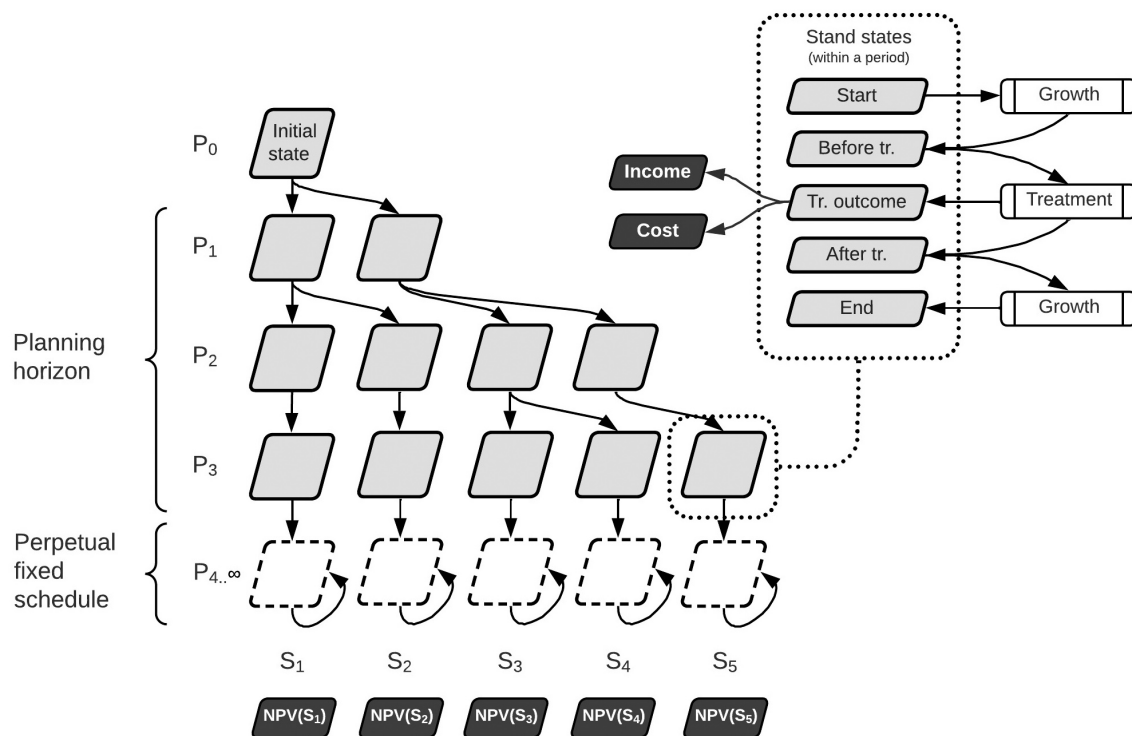 Stand states
(within a period)
Start
Growth
Initial
state
P₀
Before tr.
Income
Tr. outcome
Treatment
Cost
P₁
After tr.
End
Growth
Planning
horizon
P₂
P₃
Perpetual
fixed
schedule
P₄..∞
S₁
S₂
S₃
S₄
S₅
NPV(S₁)
NPV(S₂)
NPV(S₃)
NPV(S₄)
NPV(S₅)